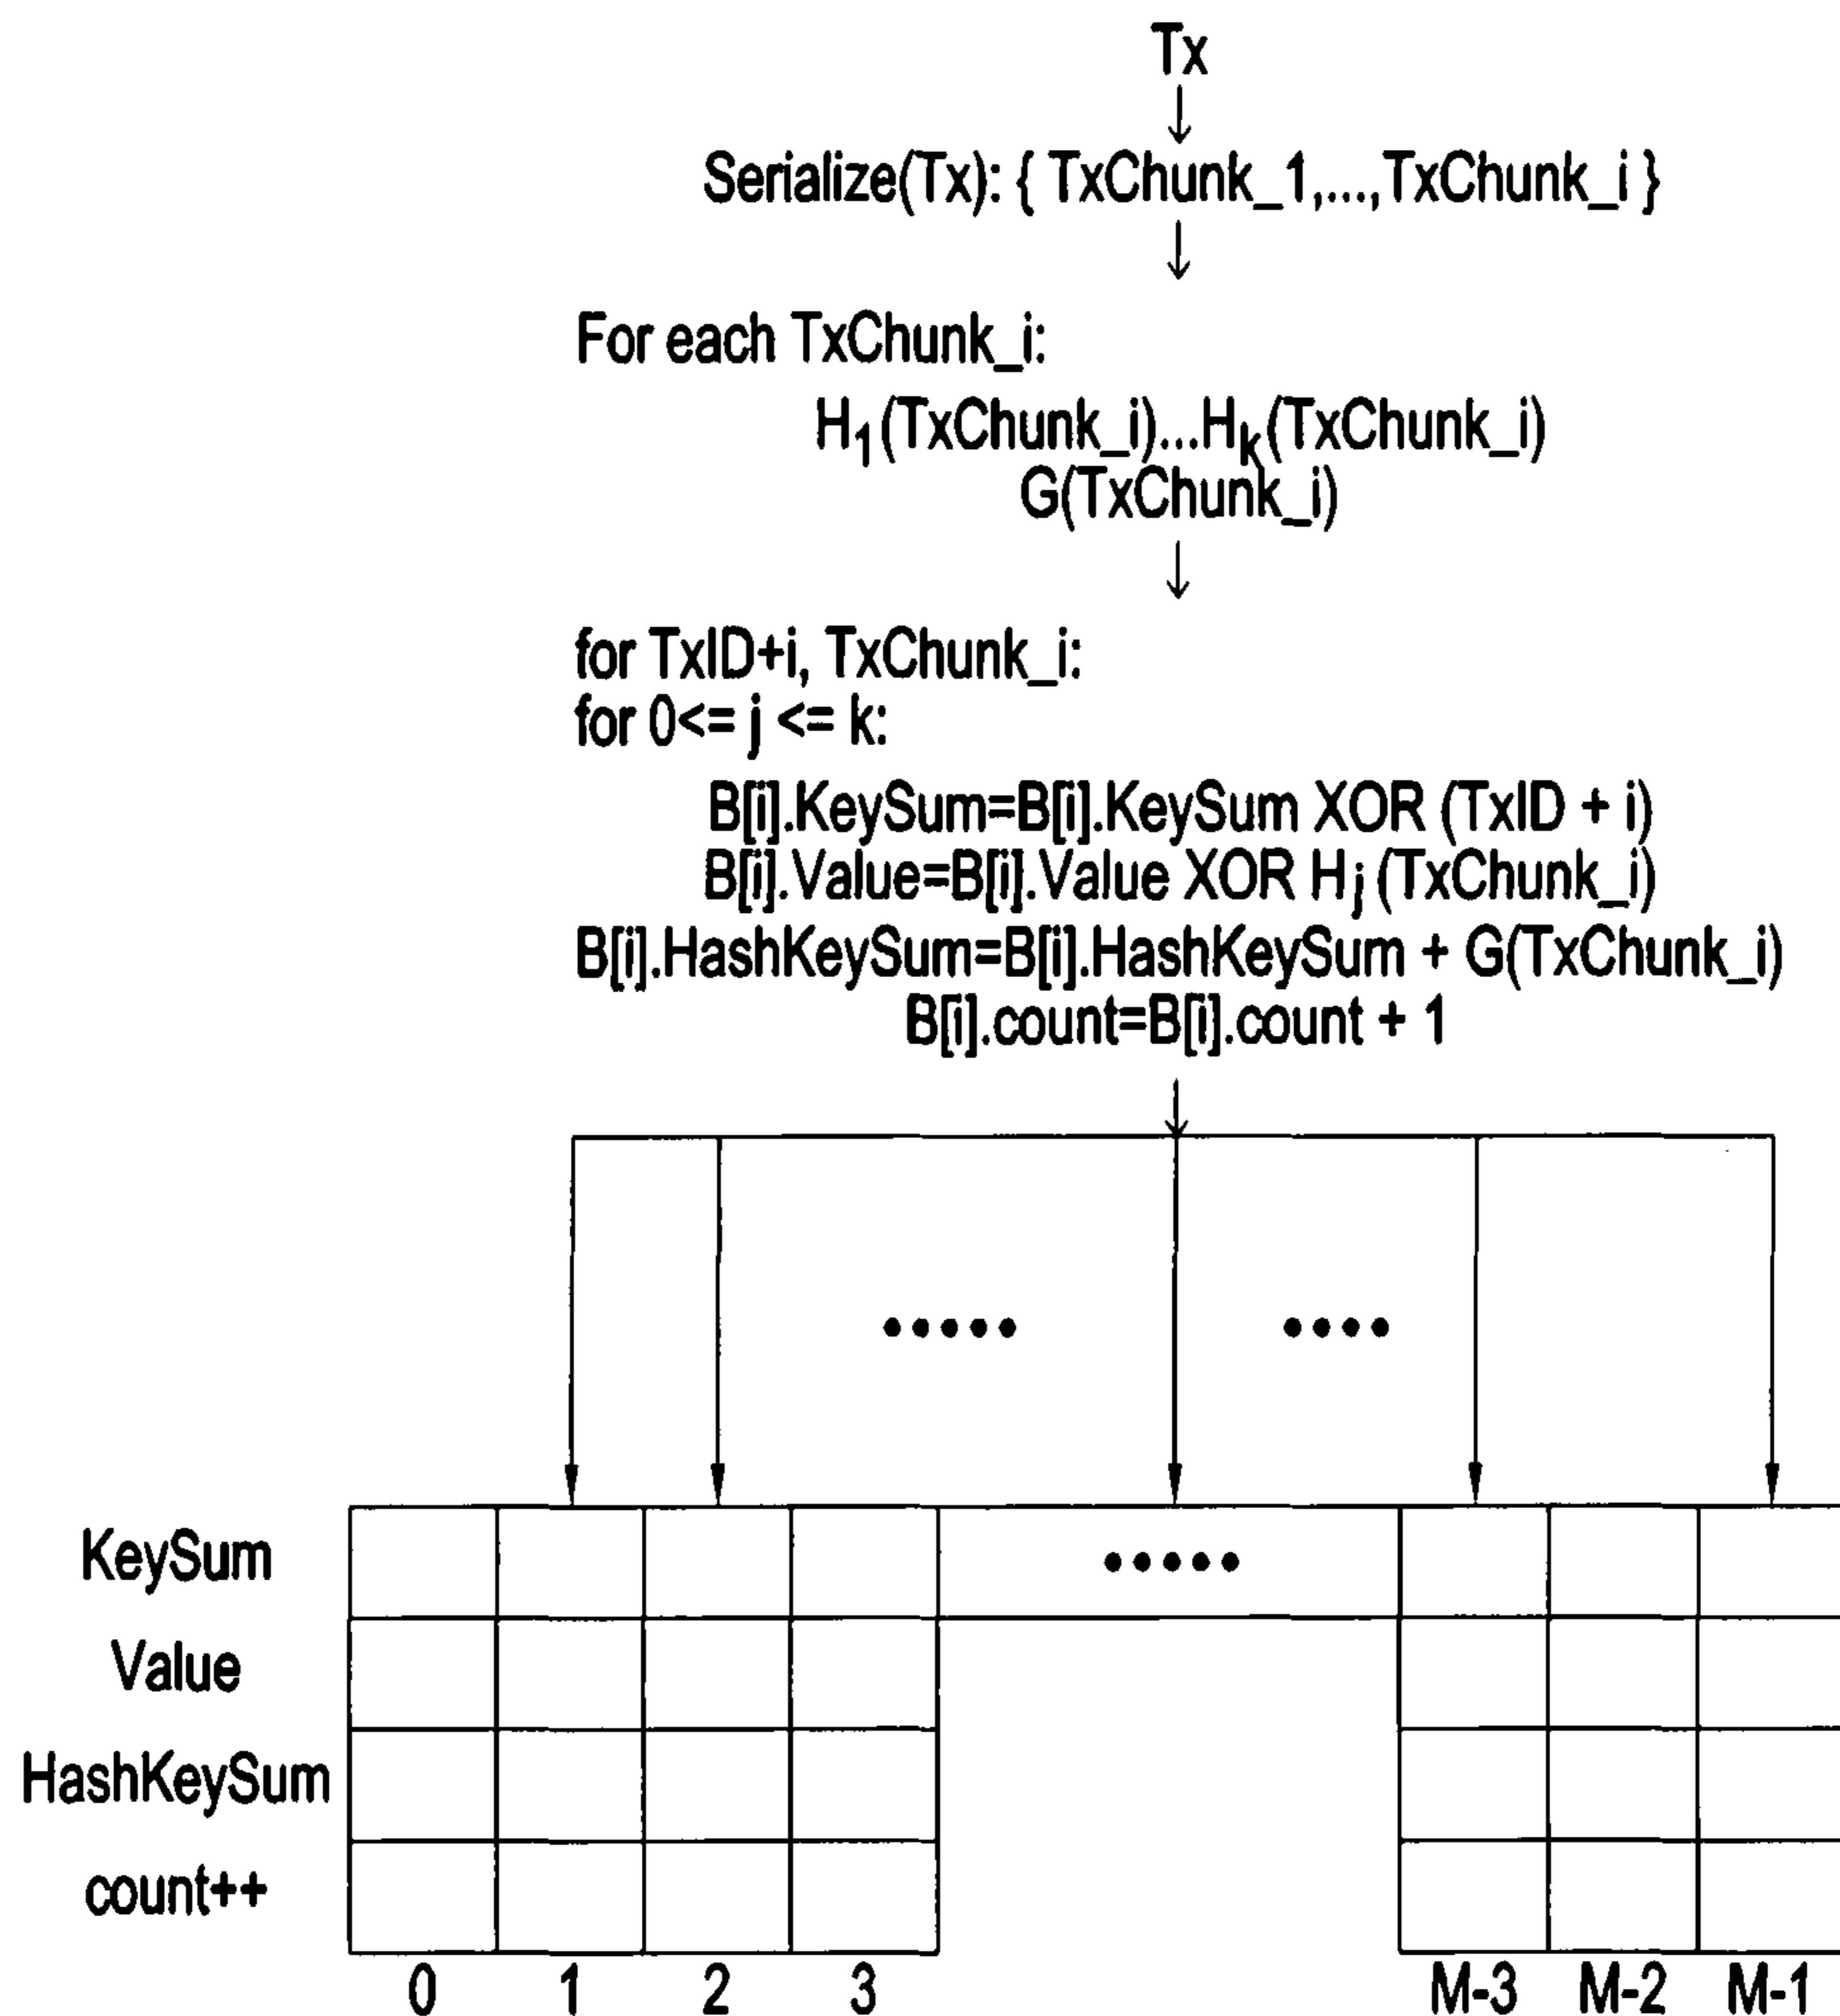 Tx
Serialize(Tx): { TxChunk_1,...,TxChunk_i }
For each TxChunk_i:
H1(TxChunk_i)...Hk(TxChunk_i)
G(TxChunk_i)
for TxID+i, TxChunk_i:
for 0<= j <= k:
B[i].KeySum=B[i].KeySum XOR (TxID + i)
B[i].Value=B[i].Value XOR Hj (TxChunk_i)
B[i].HashKeySum=B[i].HashKeySum + G(TxChunk_i)
B[i].count=B[i].count + 1
KeySum
Value
HashKeySum
count++
0 1 2 3 M-3 M-2 M-1